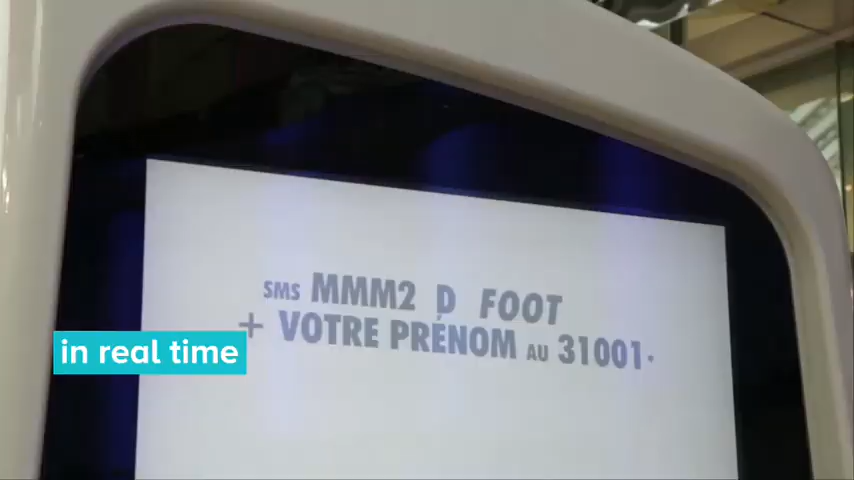 SMS MMM2 D FOOT
+ VOTRE PRÉNOM AU 31001.
in real time